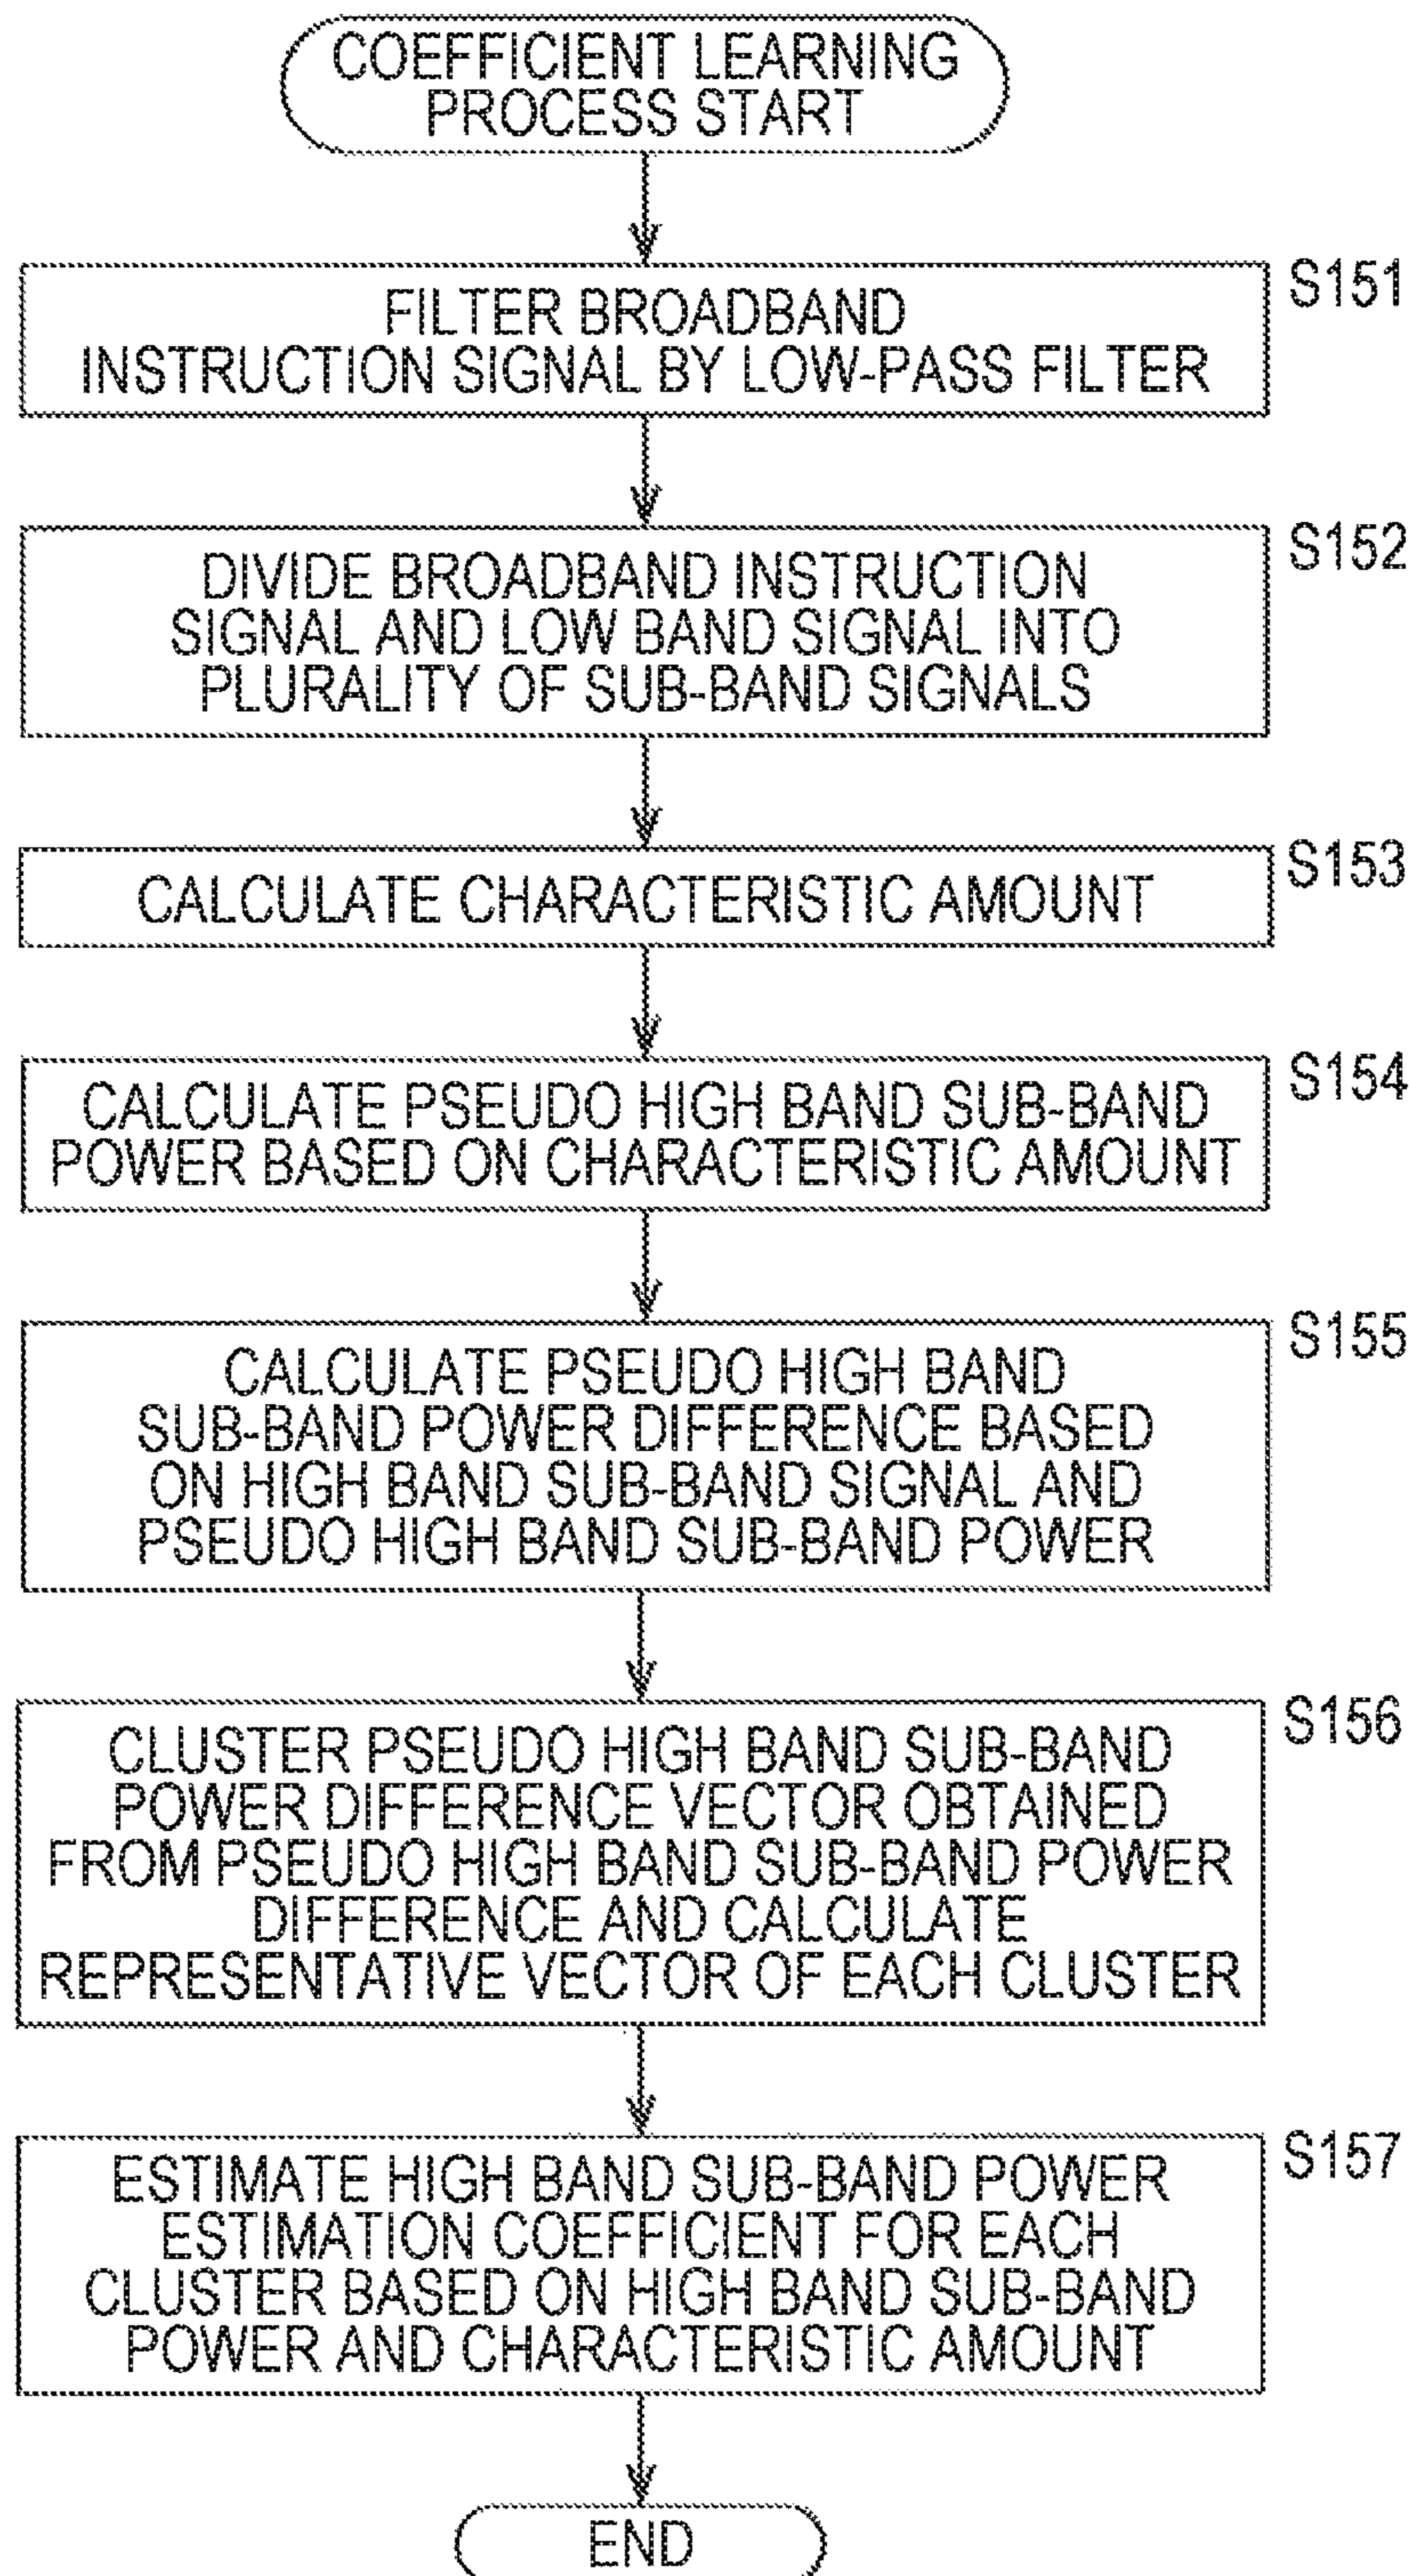 COEFFICIENT LEARNING
PROCESS START
S151
FILTER BROADBAND
INSTRUCTION SIGNAL BY LOW-PASS FILTER
S152
DIVIDE BROADBAND INSTRUCTION
SIGNAL AND LOW BAND SIGNAL INTO
PLURALITY OF SUB-BAND SIGNALS
S153
CALCULATE CHARACTERISTIC AMOUNT
S154
CALCULATE PSEUDO HIGH BAND SUB-BAND
POWER BASED ON CHARACTERISTIC AMOUNT
S155
CALCULATE PSEUDO HIGH BAND
SUB-BAND POWER DIFFERENCE BASED
ON HIGH BAND SUB-BAND SIGNAL AND
PSEUDO HIGH BAND SUB-BAND POWER
S156
CLUSTER PSEUDO HIGH BAND SUB-BAND
POWER DIFFERENCE VECTOR OBTAINED
FROM PSEUDO HIGH BAND SUB-BAND POWER
DIFFERENCE AND CALCULATE
REPRESENTATIVE VECTOR OF EACH CLUSTER
S157
ESTIMATE HIGH BAND SUB-BAND POWER
ESTIMATION COEFFICIENT FOR EACH
CLUSTER BASED ON HIGH BAND SUB-BAND
POWER AND CHARACTERISTIC AMOUNT
END